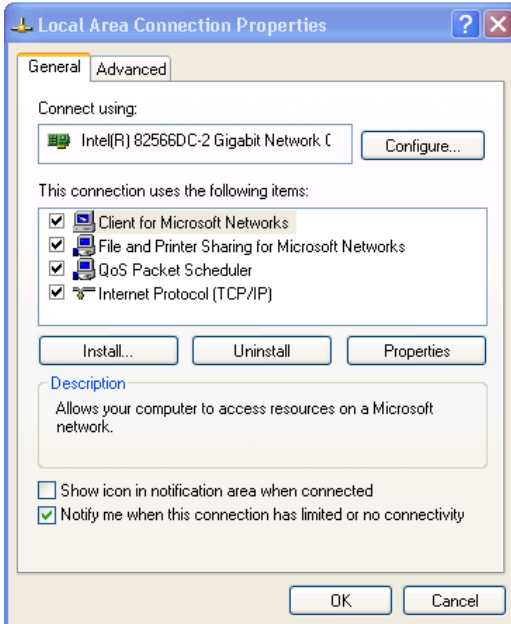 Local Area Connection Properties
General Advanced
Connect using:
Intel(R) 82566DC-2 Gigabit Network C
Configure...
This connection uses the following items:
Client for Microsoft Networks
File and Printer Sharing for Microsoft Networks
QoS Packet Scheduler
Internet Protocol (TCP/IP)
Install... Uninstall Properties
Description
Allows your computer to access resources on a Microsoft
network.
Show icon in notification area when connected
Notify me when this connection has limited or no connectivity
OK Cancel